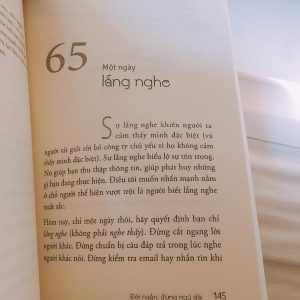 65
Một ngày
lắng nghe
Sự lắng nghe khiến người ta
cảm thấy mình đặc biệt (và
người tài giỏi rời bỏ công ty chủ yếu vì họ không cảm
thấy mình đặc biệt). Sự lắng nghe biểu lộ sự tôn trọng.
Nó giúp bạn thu thập thông tin, giúp phát huy những
gì bạn đang thực hiện. Điều tôi muốn nhấn mạnh nằm
ở chỗ người thể hiện vượt trội là người biết lắng nghe
xuất sắc.
Hôm nay, chỉ một ngày thôi, hãy quyết định bạn chỉ
lắng nghe (không phải nghe thấy). Đừng cắt ngang lời
người khác. Đừng chuẩn bị câu đáp trả trong lúc nghe
người khác nói. Đừng kiểm tra email hay nhắn tin khi
Đời ngắn, đừng ngủ dài 145